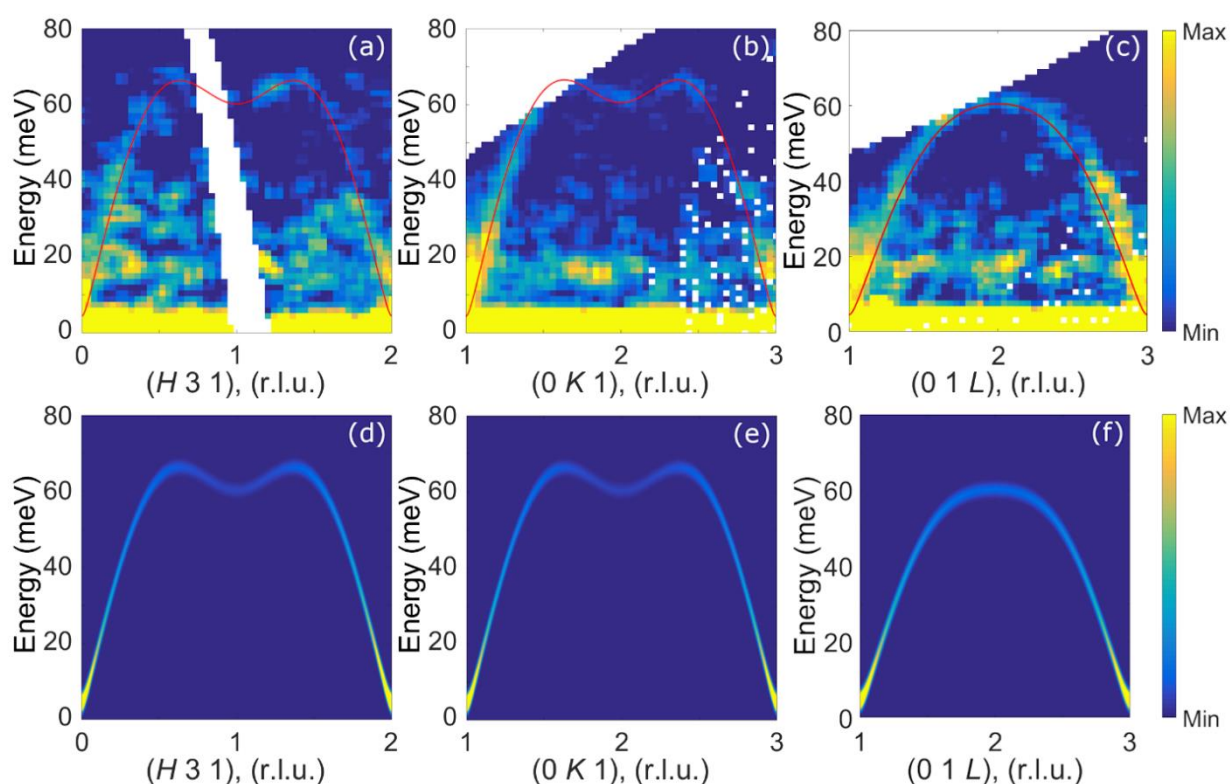 80
60
40
20
0
Energy (meV)
(a)
0
1
2
(H 3 1), (r.l.u.)
80
60
40
20
0
Energy (meV)
(b)
1
2
3
(0 K 1), (r.l.u.)
80
60
40
20
0
Energy (meV)
(c)
1
2
3
(0 1 L), (r.l.u.)
Max
Min
80
60
40
20
0
Energy (meV)
(d)
0
1
2
(H 3 1), (r.l.u.)
80
60
40
20
0
Energy (meV)
(e)
1
2
3
(0 K 1), (r.l.u.)
80
60
40
20
0
Energy (meV)
(f)
1
2
3
(0 1 L), (r.l.u.)
Max
Min